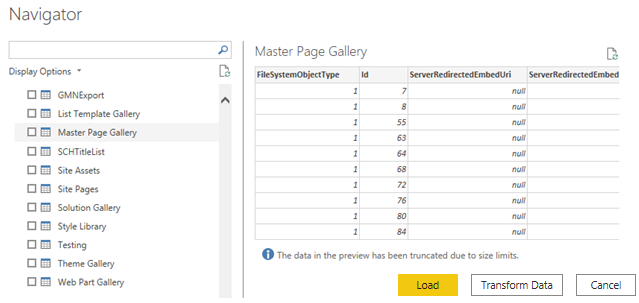 Navigator
Display Options
GMNExport
List Template Gallery
Master Page Gallery
SCHTitleList
Site Assets
Site Pages
Solution Gallery
Style Library
Testing
Theme Gallery
Web Part Gallery
Master Page Gallery
FileSystemObjectType Id ServerRedirectedEmbedUri ServerRedirectedEmbed
1 7 null
1 8 null
1 55 null
1 63 null
1 64 null
1 68 null
1 72 null
1 76 null
1 80 null
1 84 null
The data in the preview has been truncated due to size limits.
Load Transform Data Cancel